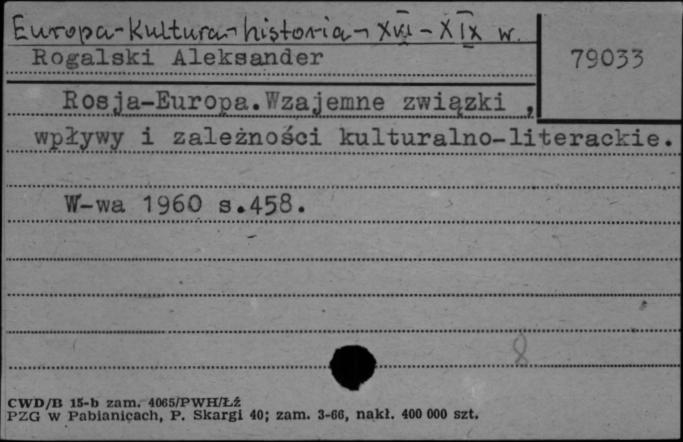 Europa-Kultura-historia-XVI-XIX w.
Rogalski Aleksander
79033
Rosja-Europa.Wzajemne związki ,
wpływy i zależności kulturalno-literackie.
W-wa 1960 s.458.
8
CWD/B 15-b zam. 4065/PWH/Łź
PZG w Pabianicach, P. Skargi 40; zam. 3-66, nakł. 400 000 szt.